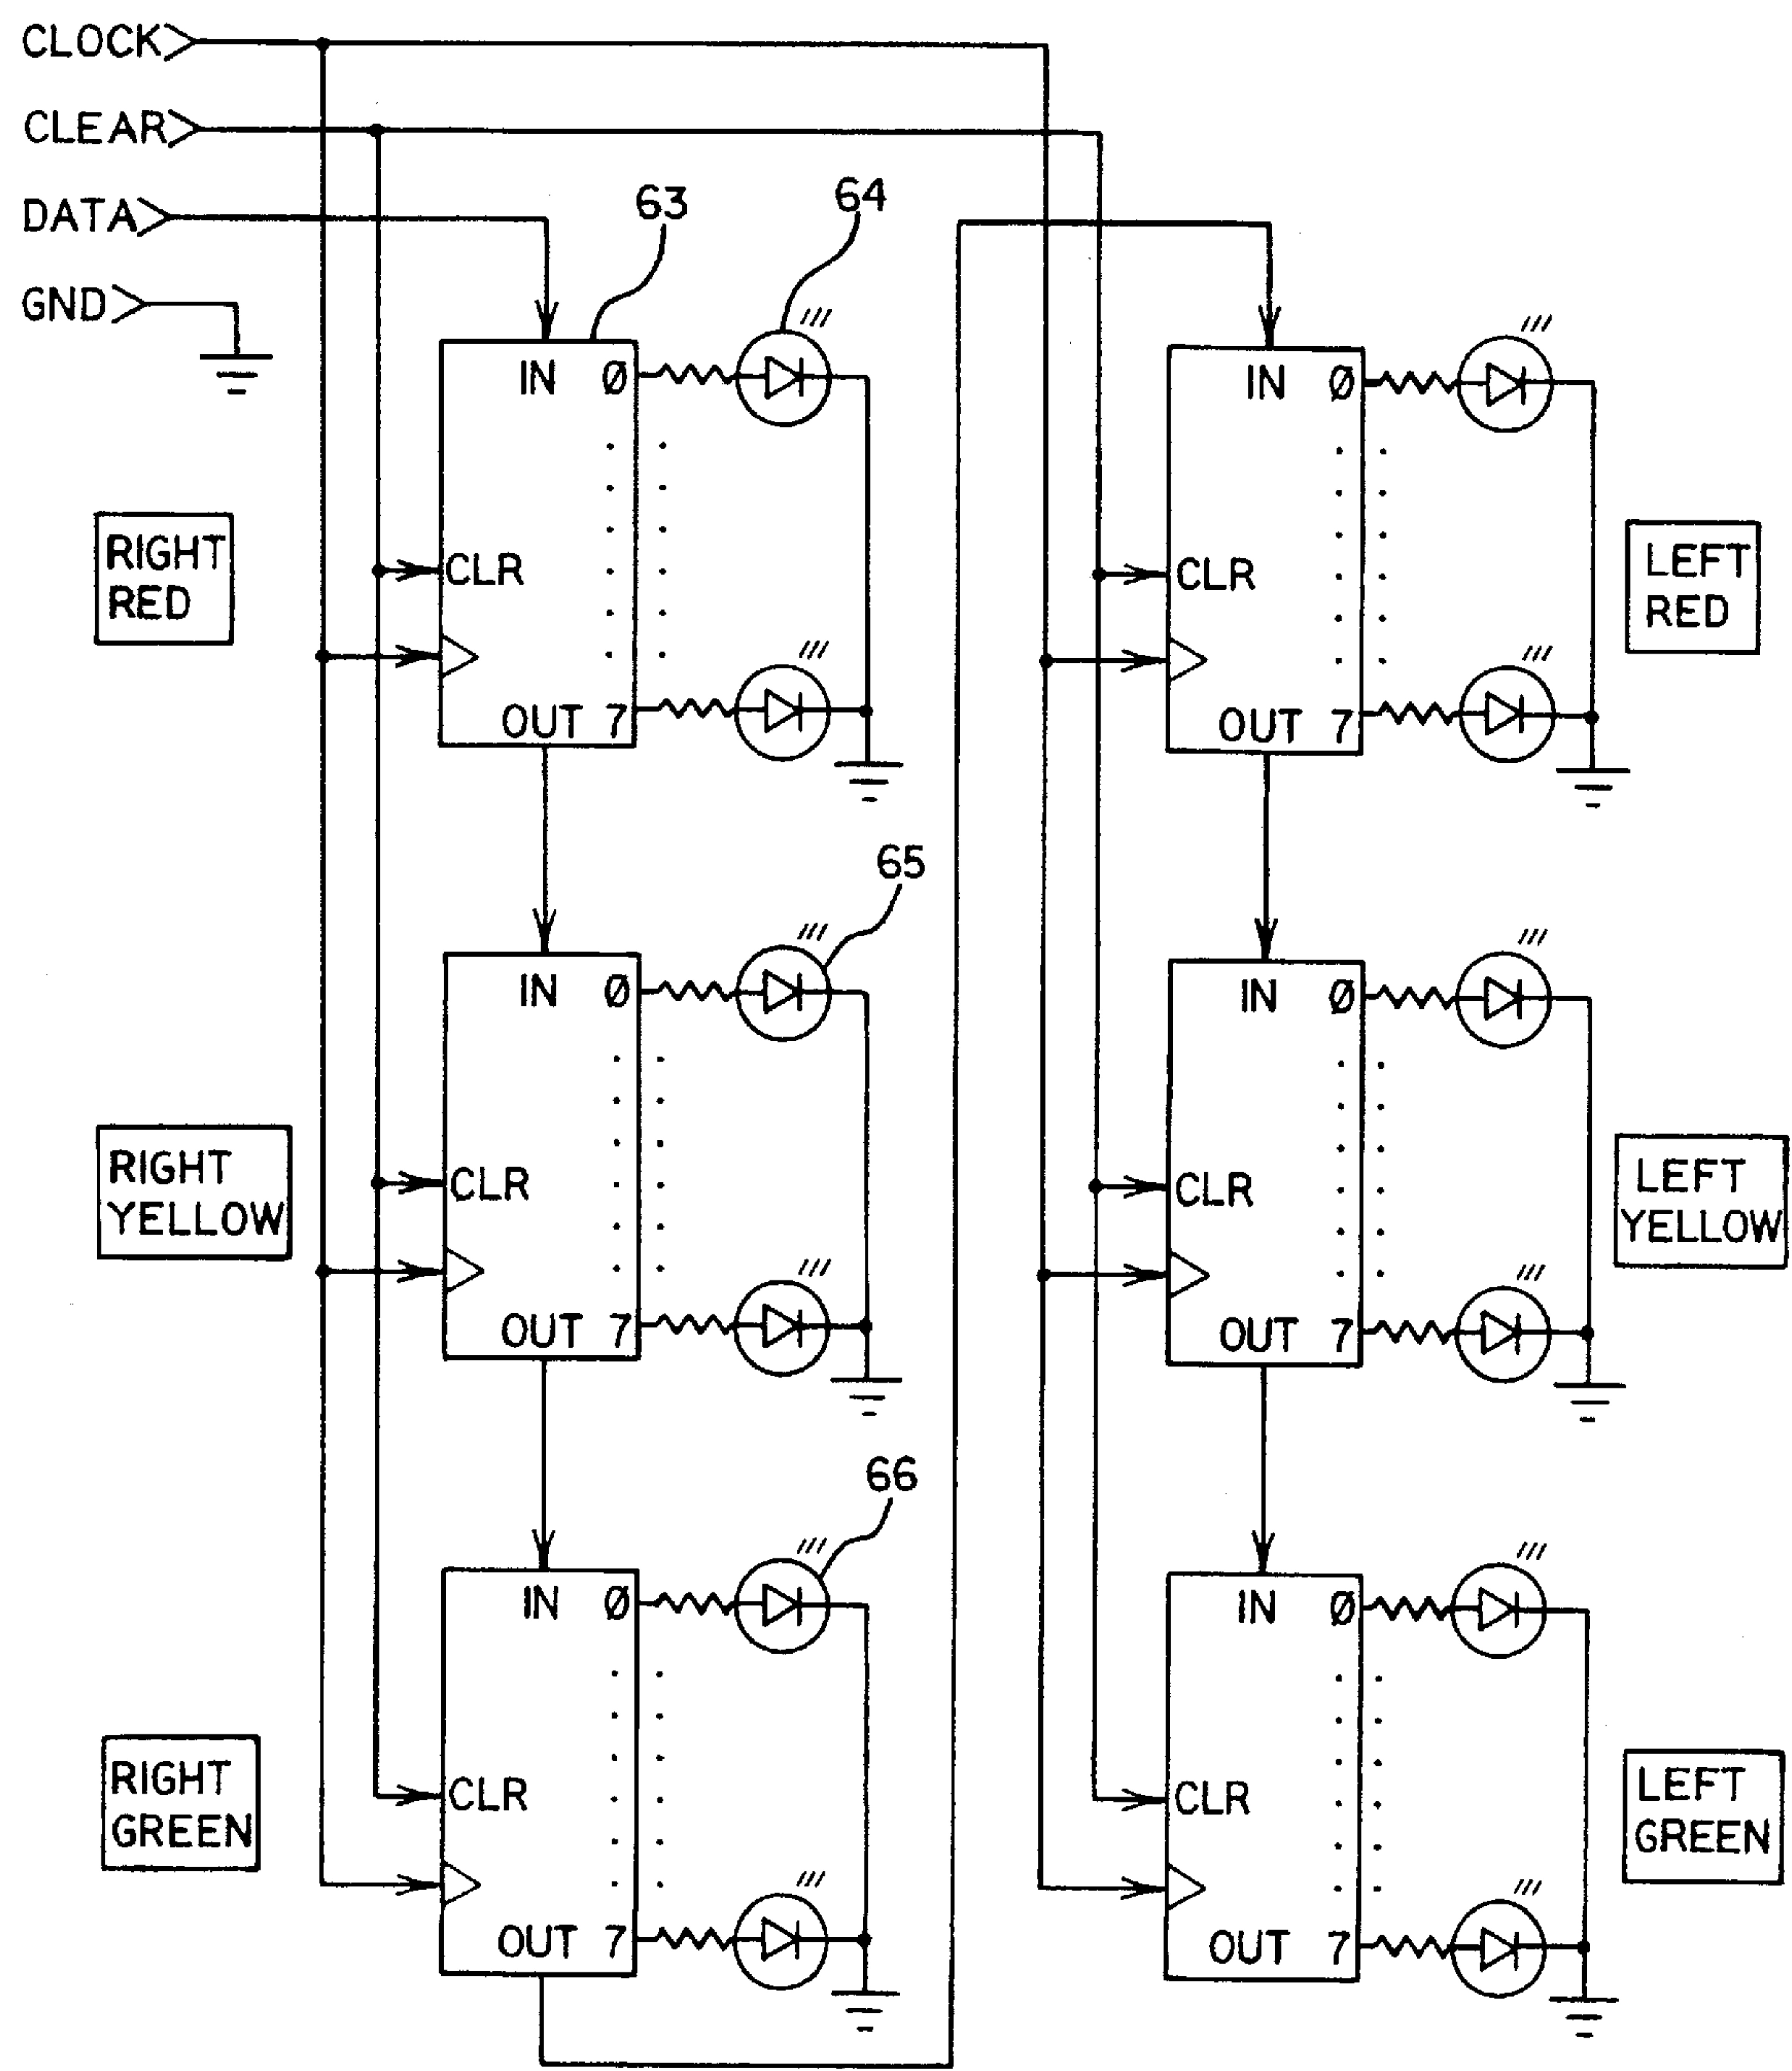 CLOCK
CLEAR
DATA
GND
63
64
IN Ø
CLR
OUT 7
RIGHT
RED
IN Ø
CLR
OUT 7
LEFT
RED
65
IN Ø
CLR
OUT 7
RIGHT
YELLOW
IN Ø
CLR
OUT 7
LEFT
YELLOW
66
IN Ø
CLR
OUT 7
RIGHT
GREEN
IN Ø
CLR
OUT 7
LEFT
GREEN